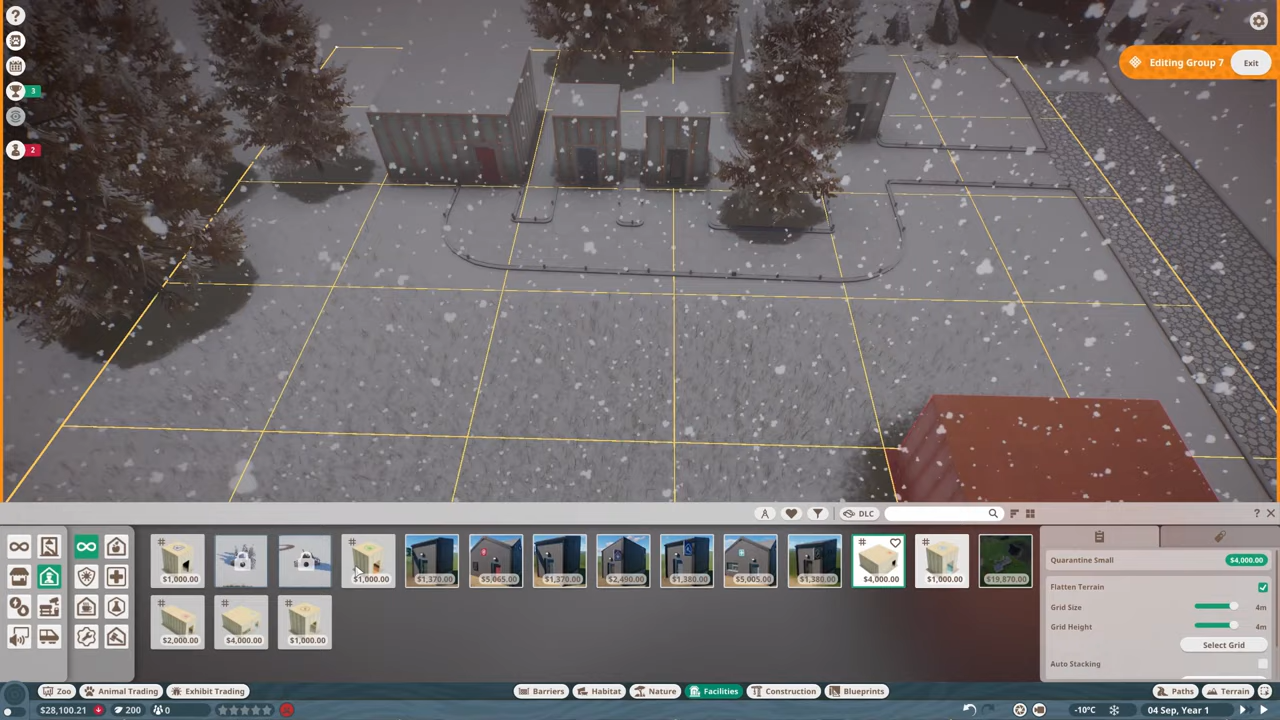 ?
3
2
Editing Group 7
Exit
DLC
?
$1,000.00
$1,000.00
$1,370.00
$5,065.00
$1,370.00
$2,490.00
$1,380.00
$5,005.00
$1,380.00
$4,000.00
$1,000.00
$19,870.00
$2,000.00
$4,000.00
$1,000.00
Quarantine Small
$4,000.00
Flatten Terrain
Grid Size
4m
Grid Height
4m
Select Grid
Auto Stacking
Zoo
Animal Trading
Exhibit Trading
Barriers
Habitat
Nature
Facilities
Construction
Blueprints
Paths
Terrain
$28,100.21
200
0
-10°C
04 Sep, Year 1